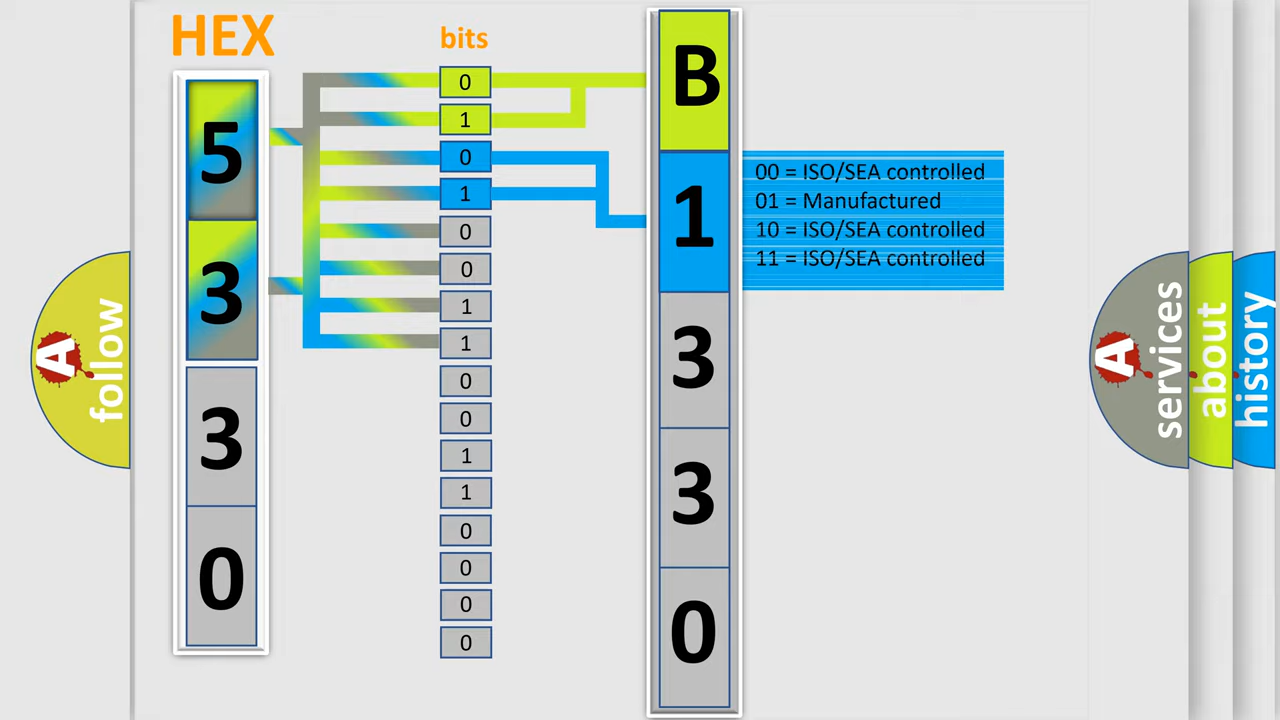 HEX
bits
5
3
3
0
0
1
0
1
0
0
1
1
0
0
1
1
0
0
0
0
B
1
3
3
0
00 = ISO/SEA controlled
01 = Manufactured
10 = ISO/SEA controlled
11 = ISO/SEA controlled
A
follow
A
services
about
history